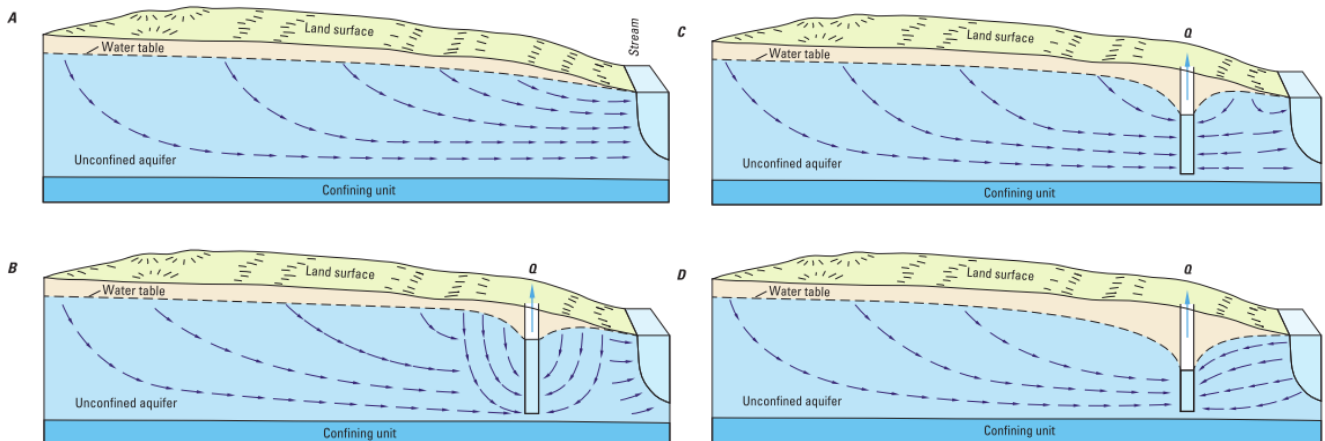 A
Land surface
Water table
Stream
Unconfined aquifer
Confining unit
B
Q
Land surface
Water table
Unconfined aquifer
Confining unit
C
Q
Land surface
Water table
Unconfined aquifer
Confining unit
D
Q
Land surface
Water table
Unconfined aquifer
Confining unit